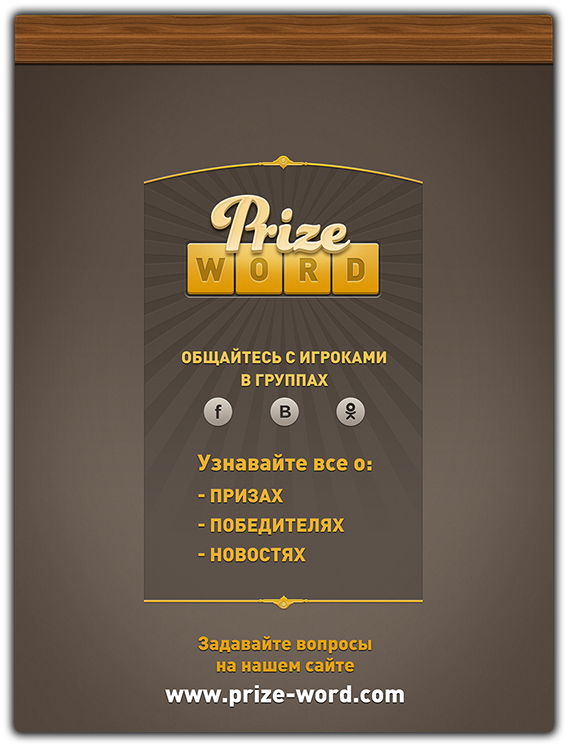 Prize
WORD
ОБЩАЙТЕСЬ С ИГРОКАМИ
В ГРУППАХ
f В
Узнавайте все о:
- ПРИЗАХ
- ПОБЕДИТЕЛЯХ
- НОВОСТЯХ
Задавайте вопросы
на нашем сайте
www.prize-word.com